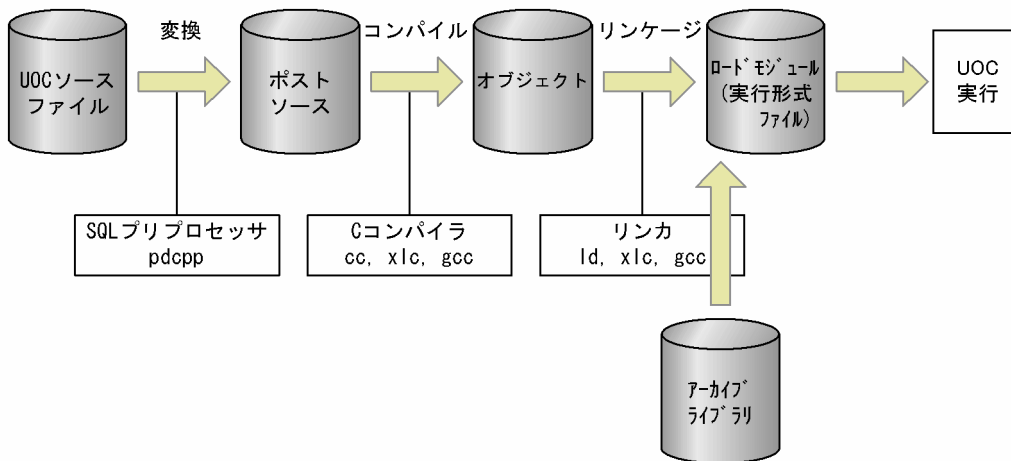 変換
コンパイル
リンケージ
UOCソース
ファイル
ポスト
ソース
オブジェクト
ロードモジュール
(実行形式
ファイル)
UOC
実行
SQLプリプロセッサ
pdcpp
Cコンパイラ
cc, xlc, gcc
リンカ
ld, xlc, gcc
アーカイブ
ライブラリ